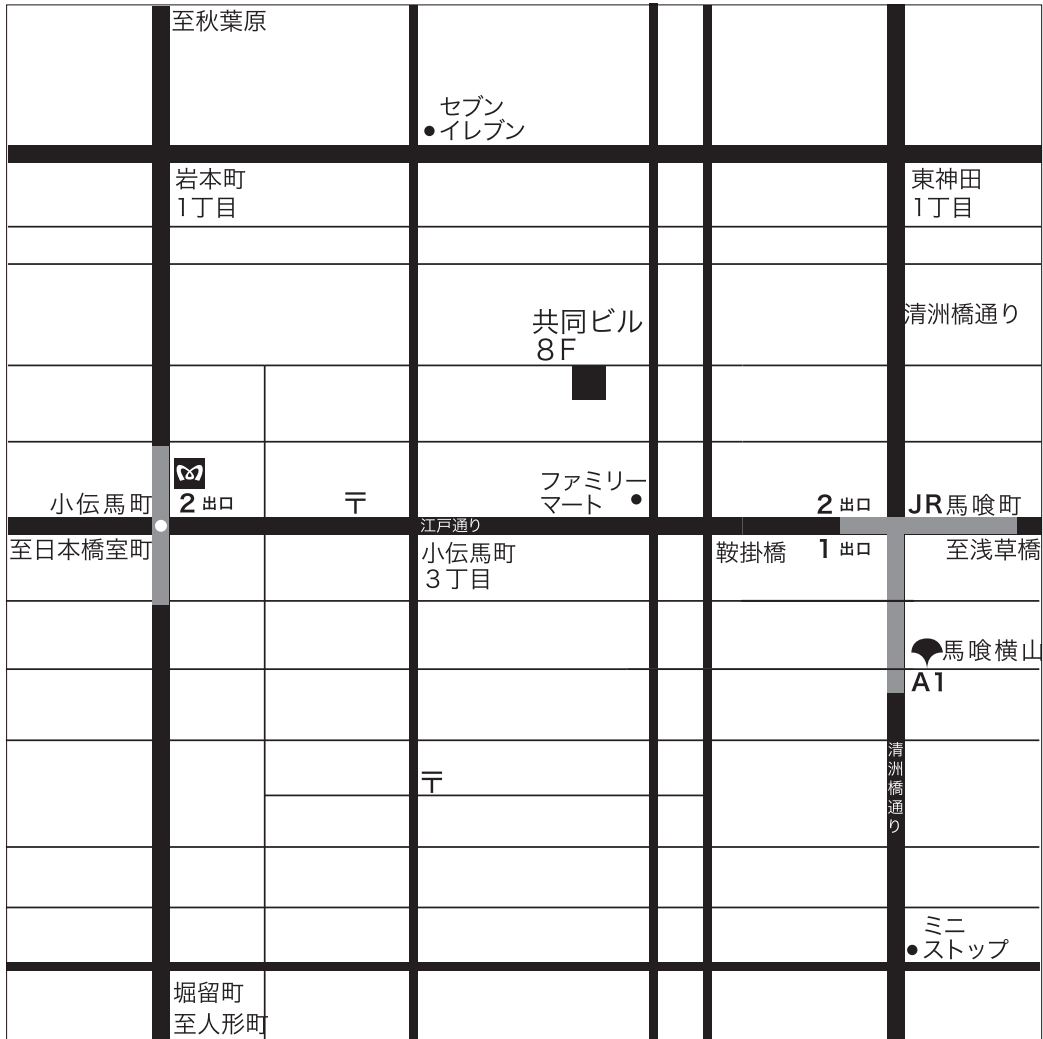 至秋葉原
セブン
イレブン
岩本町
1丁目
東神田
1丁目
清洲橋通り
共同ビル
8F
ファミリー
マート
小伝馬町
2 出口
〒
2 出口
JR馬喰町
江戸通り
至日本橋室町
小伝馬町
3丁目
鞍掛橋
1 出口
至浅草橋
馬喰横山
A1
清洲橋通り
〒
ミニ
ストップ
堀留町
至人形町